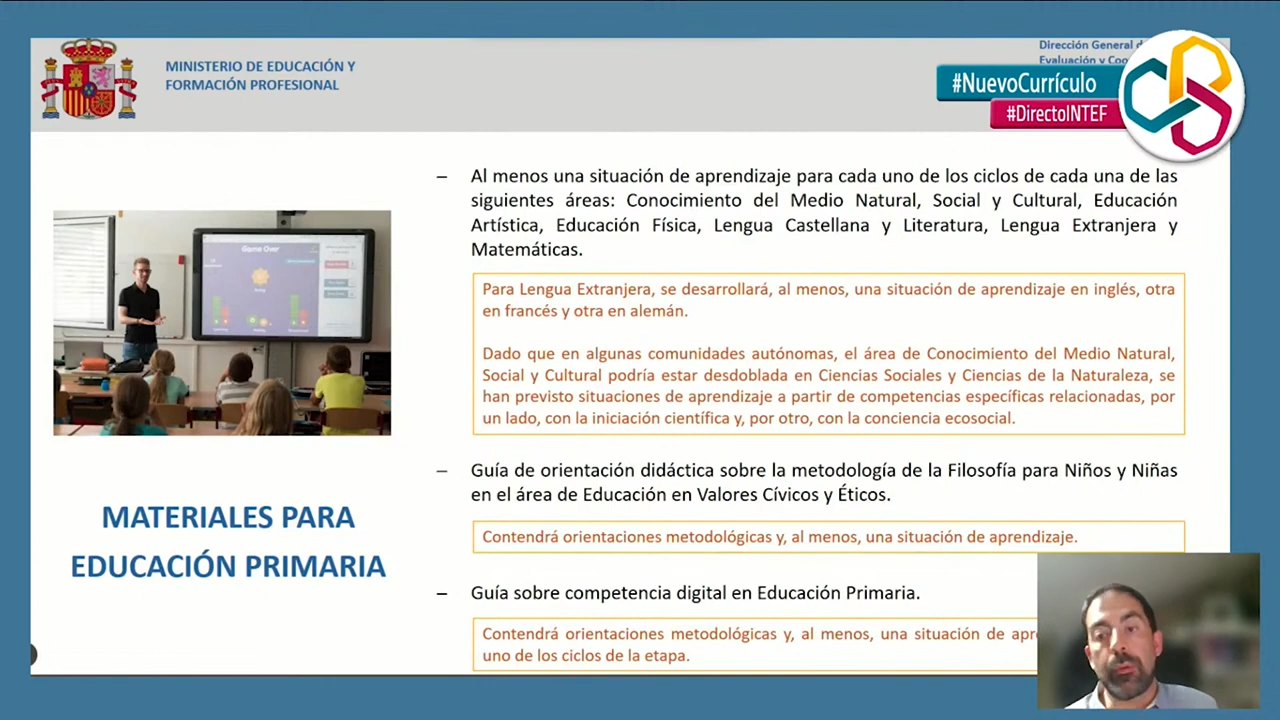 MINISTERIO DE EDUCACIÓN Y
FORMACIÓN PROFESIONAL
Dirección General de
Evaluación y
#NuevoCurrículo
#DirectoINTEF
– Al menos una situación de aprendizaje para cada uno de los ciclos de cada una de las
siguientes áreas: Conocimiento del Medio Natural, Social y Cultural, Educación
Artística, Educación Física, Lengua Castellana y Literatura, Lengua Extranjera y
Matemáticas.
Para Lengua Extranjera, se desarrollará, al menos, una situación de aprendizaje en inglés, otra
en francés y otra en alemán.
Dado que en algunas comunidades autónomas, el área de Conocimiento del Medio Natural,
Social y Cultural podría estar desdoblada en Ciencias Sociales y Ciencias de la Naturaleza, se
han previsto situaciones de aprendizaje a partir de competencias específicas relacionadas, por
un lado, con la iniciación científica y, por otro, con la conciencia ecosocial.
– Guía de orientación didáctica sobre la metodología de la Filosofía para Niños y Niñas
en el área de Educación en Valores Cívicos y Éticos.
Contendrá orientaciones metodológicas y, al menos, una situación de aprendizaje.
– Guía sobre competencia digital en Educación Primaria.
Contendrá orientaciones metodológicas y, al menos, una situación de
uno de los ciclos de la etapa.
Game Over
MATERIALES PARA
EDUCACIÓN PRIMARIA